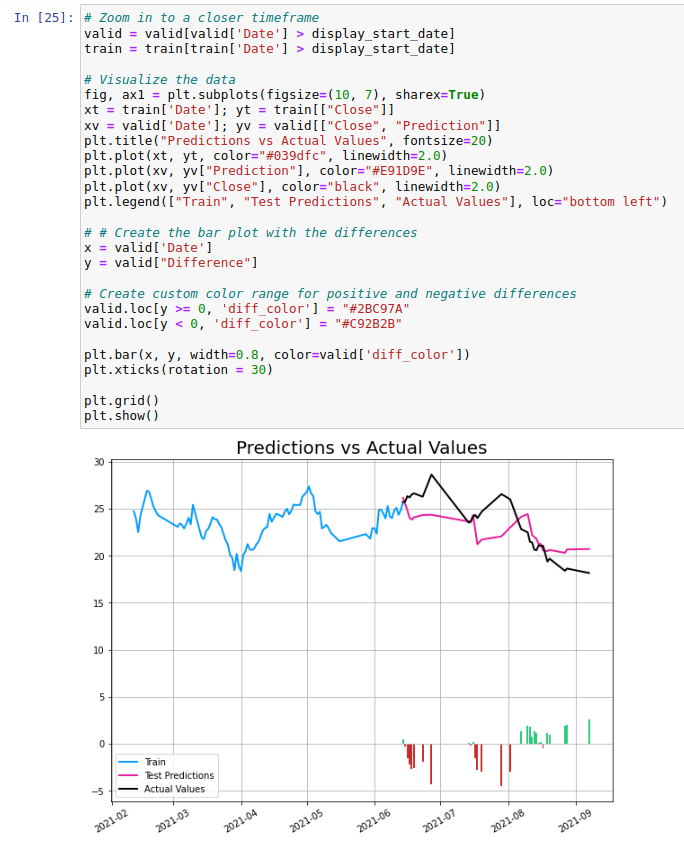 In [25]: # Zoom in to a closer timeframe
valid = valid[valid['Date'] > display_start_date]
train = train[train['Date'] > display_start_date]

# Visualize the data
fig, ax1 = plt.subplots(figsize=(10, 7), sharex=True)
xt = train['Date']; yt = train[["Close"]]
xv = valid['Date']; yv = valid[["Close", "Prediction"]]
plt.title("Predictions vs Actual Values", fontsize=20)
plt.plot(xt, yt, color="#039dfc", linewidth=2.0)
plt.plot(xv, yv["Prediction"], color="#E91D9E", linewidth=2.0)
plt.plot(xv, yv["Close"], color="black", linewidth=2.0)
plt.legend(["Train", "Test Predictions", "Actual Values"], loc="bottom left")

# # Create the bar plot with the differences
x = valid['Date']
y = valid["Difference"]

# Create custom color range for positive and negative differences
valid.loc[y >= 0, 'diff_color'] = "#2BC97A"
valid.loc[y < 0, 'diff_color'] = "#C92B2B"

plt.bar(x, y, width=0.8, color=valid['diff_color'])
plt.xticks(rotation = 30)

plt.grid()
plt.show()
Predictions vs Actual Values
30
25
20
15
10
5
0
−5
Train
Test Predictions
Actual Values
2021-02
2021-03
2021-04
2021-05
2021-06
2021-07
2021-08
2021-09